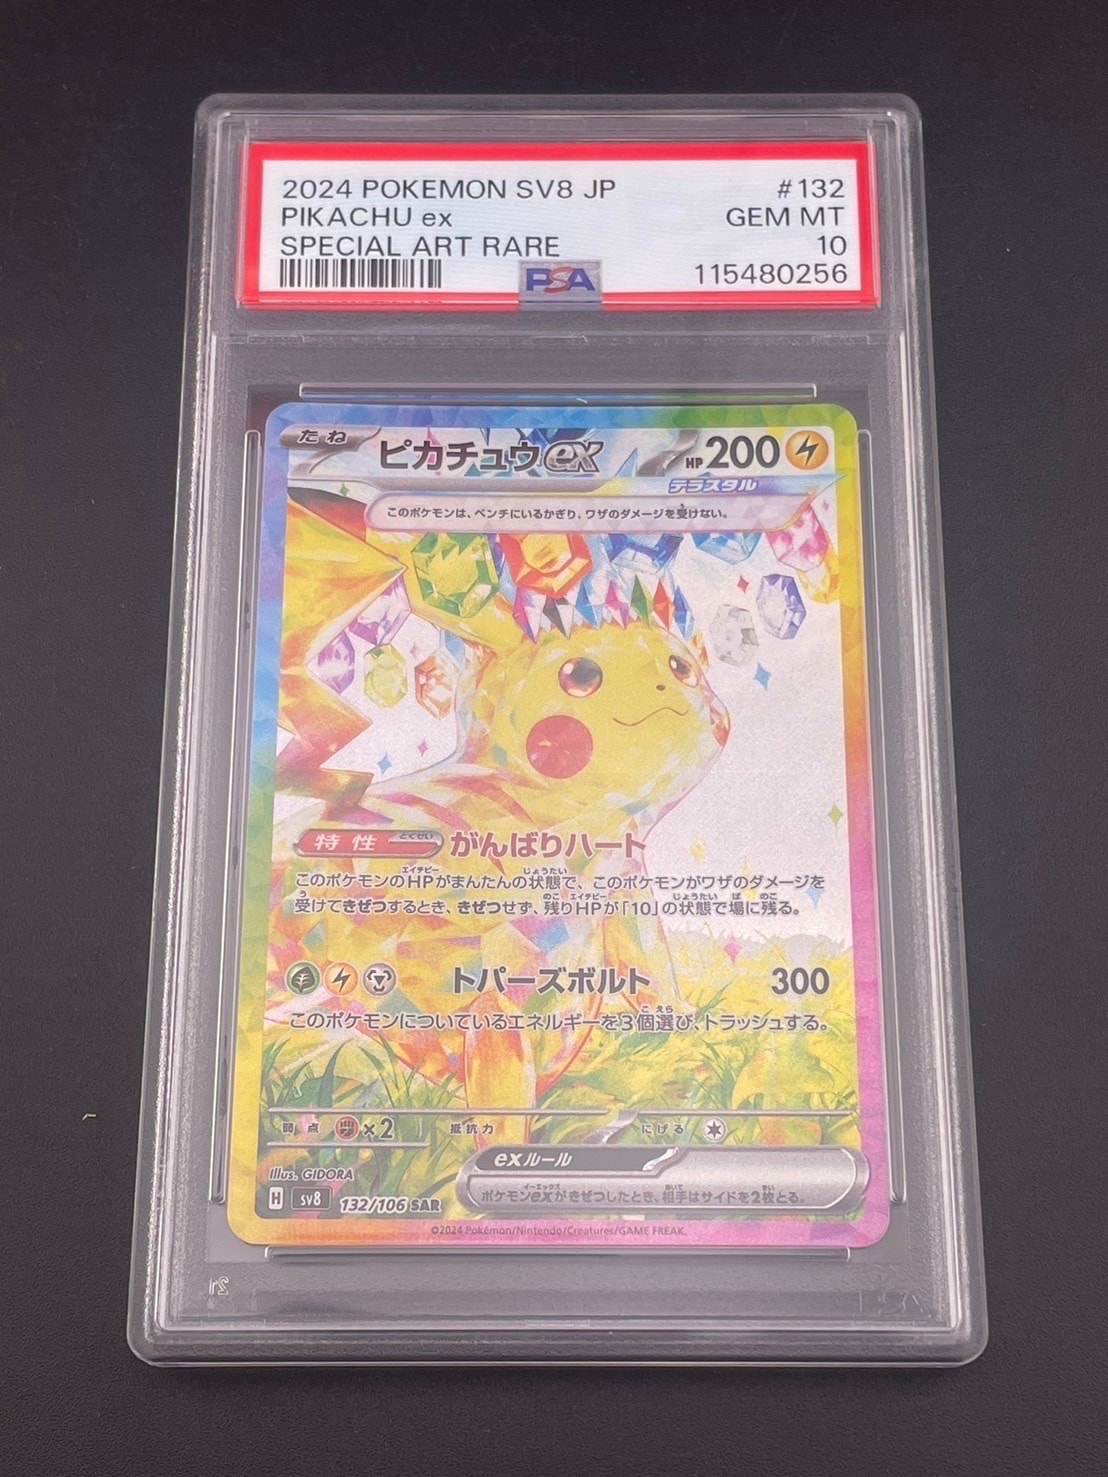 2024 POKEMON SV8 JP #132
PIKACHU ex GEM MT
SPECIAL ART RARE 10
PSA 115480256
たね ピカチュウex HP 200
テラスタル
このポケモンは、ベンチにいるかぎり、ワザのダメージを受けない。
特性 とくせい がんばりハート
このポケモンのHPがまんたんの状態で、このポケモンがワザのダメージを
受けてきぜつするとき、きぜつせず、残りHPが「10」の状態で場に残る。
トパーズボルト 300
このポケモンについているエネルギーを3個選び、トラッシュする。
弱点 ×2 抵抗力 にげる
exルール
ポケモンexがきぜつしたとき、相手はサイドを2枚とる。
Illus. GIDORA
H sv8 132/106 SAR
©2024 Pokémon/Nintendo/Creatures/GAME FREAK.